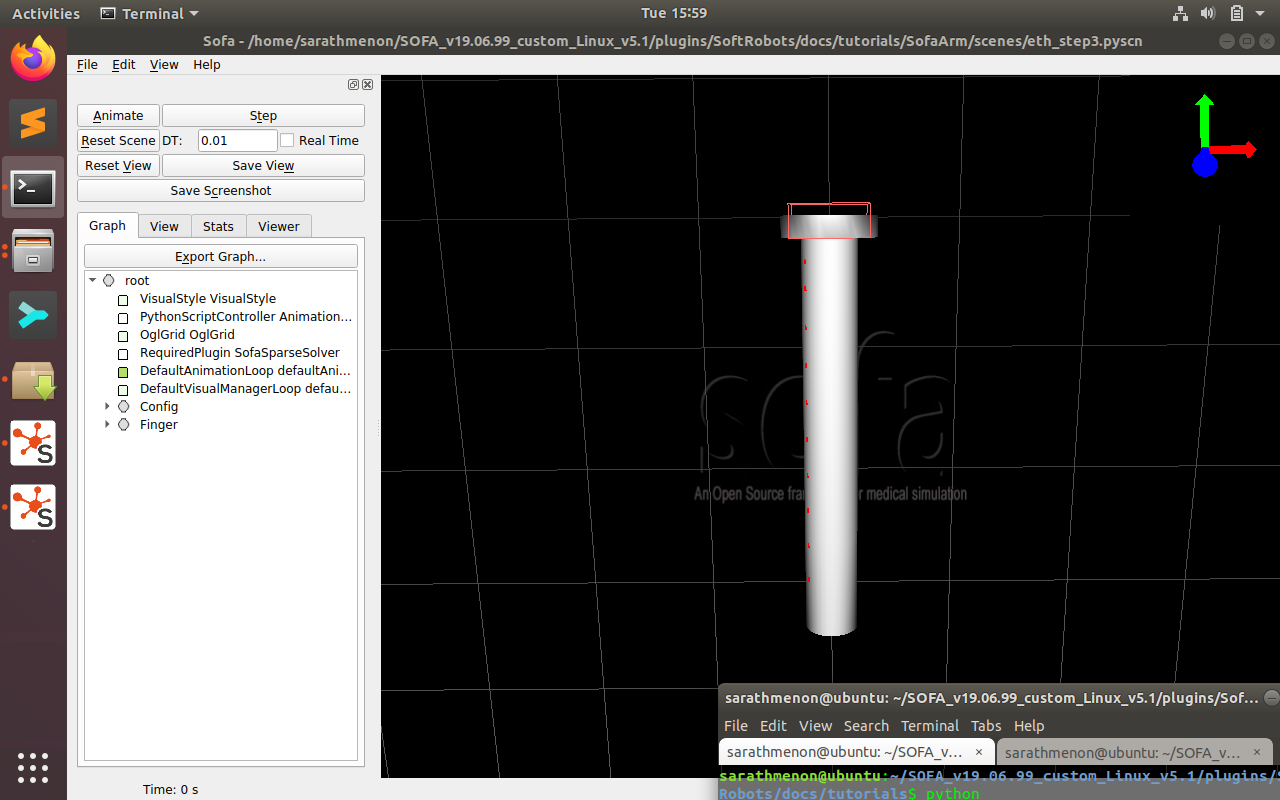 Activities Terminal Tue 15:59
Sofa - /home/sarathmenon/SOFA_v19.06.99_custom_Linux_v5.1/plugins/SoftRobots/docs/tutorials/SofaArm/scenes/eth_step3.pyscn
File Edit View Help
Animate Step
Reset Scene DT: 0.01 Real Time
Reset View Save View
Save Screenshot
Graph View Stats Viewer
Export Graph...
root
VisualStyle VisualStyle
PythonScriptController Animation...
OglGrid OglGrid
RequiredPlugin SofaSparseSolver
DefaultAnimationLoop defaultAni...
DefaultVisualManagerLoop defau...
Config
Finger
sofa
An Open Source fra r medical simulation
S
S
sarathmenon@ubuntu: ~/SOFA_v19.06.99_custom_Linux_v5.1/plugins/Sof...
File Edit View Search Terminal Tabs Help
sarathmenon@ubuntu: ~/SOFA_v... × sarathmenon@ubuntu: ~/SOFA_v... ×
sarathmenon@ubuntu:~/SOFA_v19.06.99_custom_Linux_v5.1/plugins/S
Robots/docs/tutorials$ python
Time: 0 s